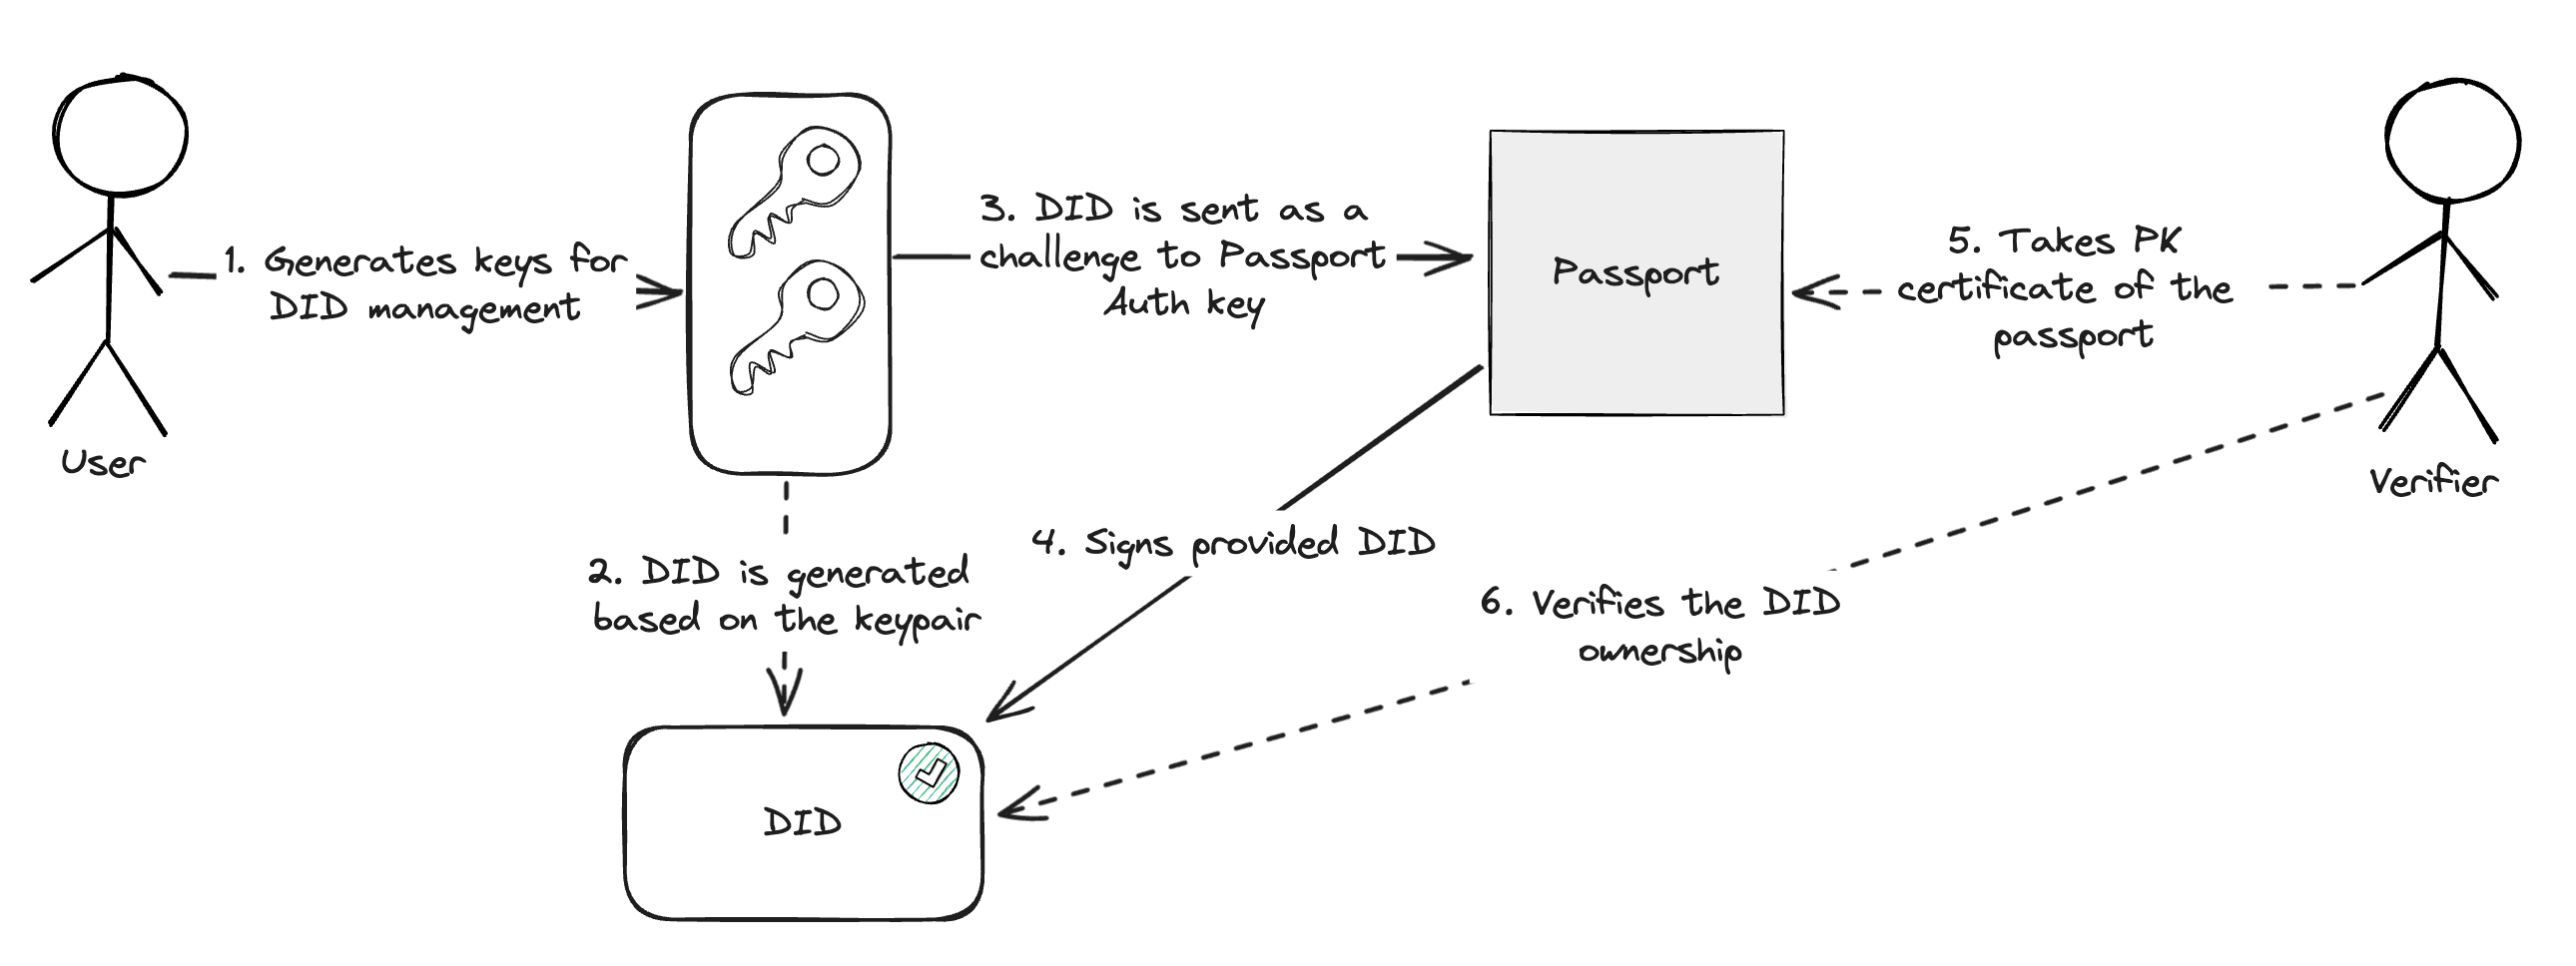 1. Generates keys for
DID management
User
2. DID is generated
based on the keypair
3. DID is sent as a
challenge to Passport
Auth key
Passport
4. Signs provided DID
5. Takes PK
certificate of the
passport
Verifier
6. Verifies the DID
ownership
DID